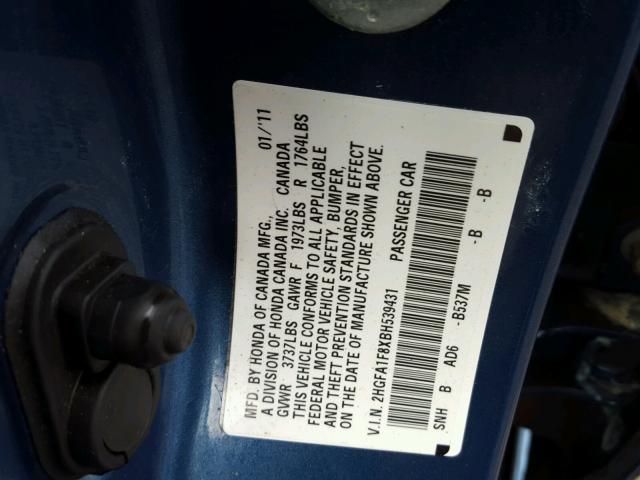 MFD. BY HONDA OF CANADA MFG., 01/'11
A DIVISION OF HONDA CANADA INC. CANADA
GVWR 3737LBS GAWR F 1973LBS R 1764LBS
THIS VEHICLE CONFORMS TO ALL APPLICABLE
FEDERAL MOTOR VEHICLE SAFETY, BUMPER,
AND THEFT PREVENTION STANDARDS IN EFFECT
ON THE DATE OF MANUFACTURE SHOWN ABOVE.
V.I.N. 2HGFA1F8XBH539431 PASSENGER CAR
SNH B AD6 -B537M -B -B